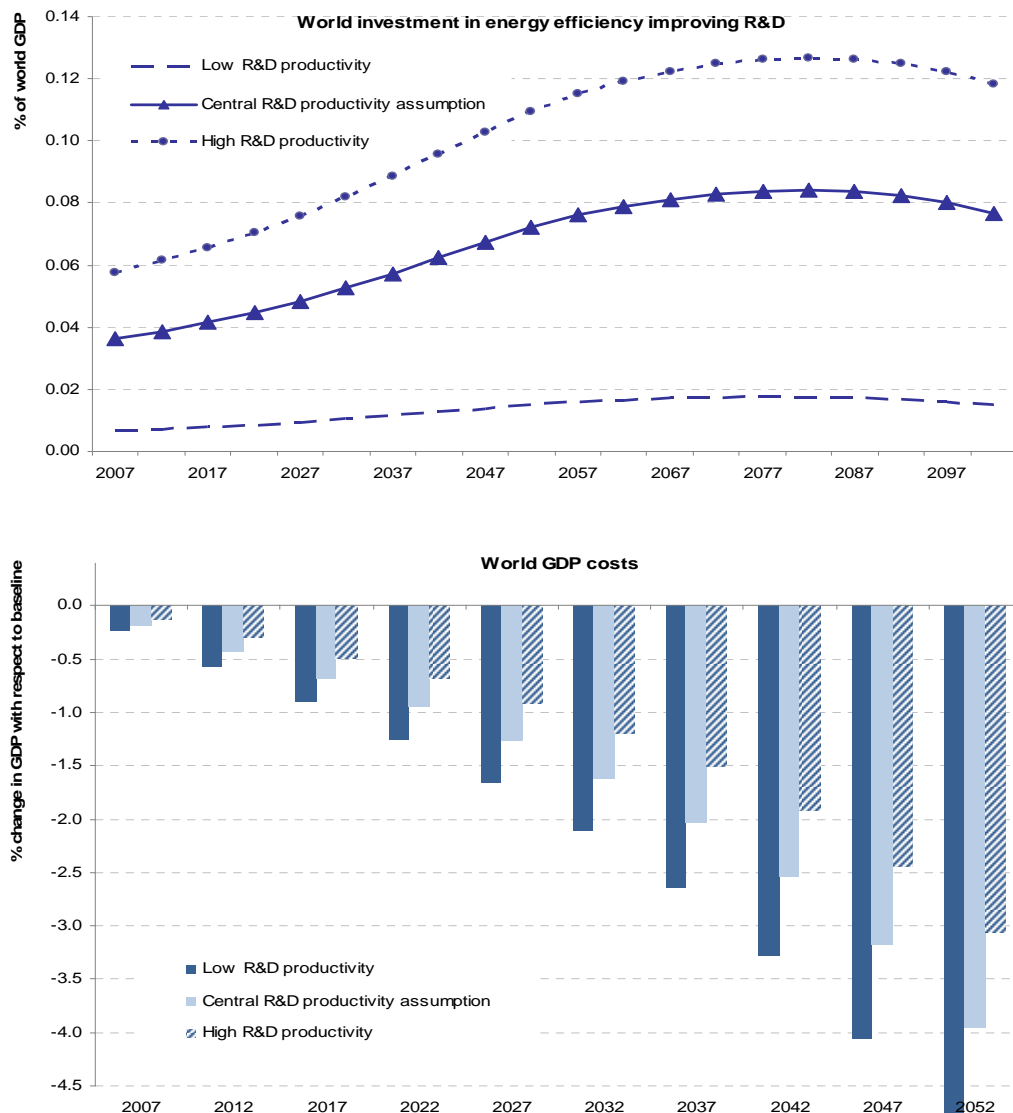 World investment in energy efficiency improving R&D
% of world GDP
0.14
0.12
0.10
0.08
0.06
0.04
0.02
0.00
Low R&D productivity
Central R&D productivity assumption
High R&D productivity
2007 2017 2027 2037 2047 2057 2067 2077 2087 2097
World GDP costs
% change in GDP with respect to baseline
0.0
-0.5
-1.0
-1.5
-2.0
-2.5
-3.0
-3.5
-4.0
-4.5
Low R&D productivity
Central R&D productivity assumption
High R&D productivity
2007 2012 2017 2022 2027 2032 2037 2042 2047 2052